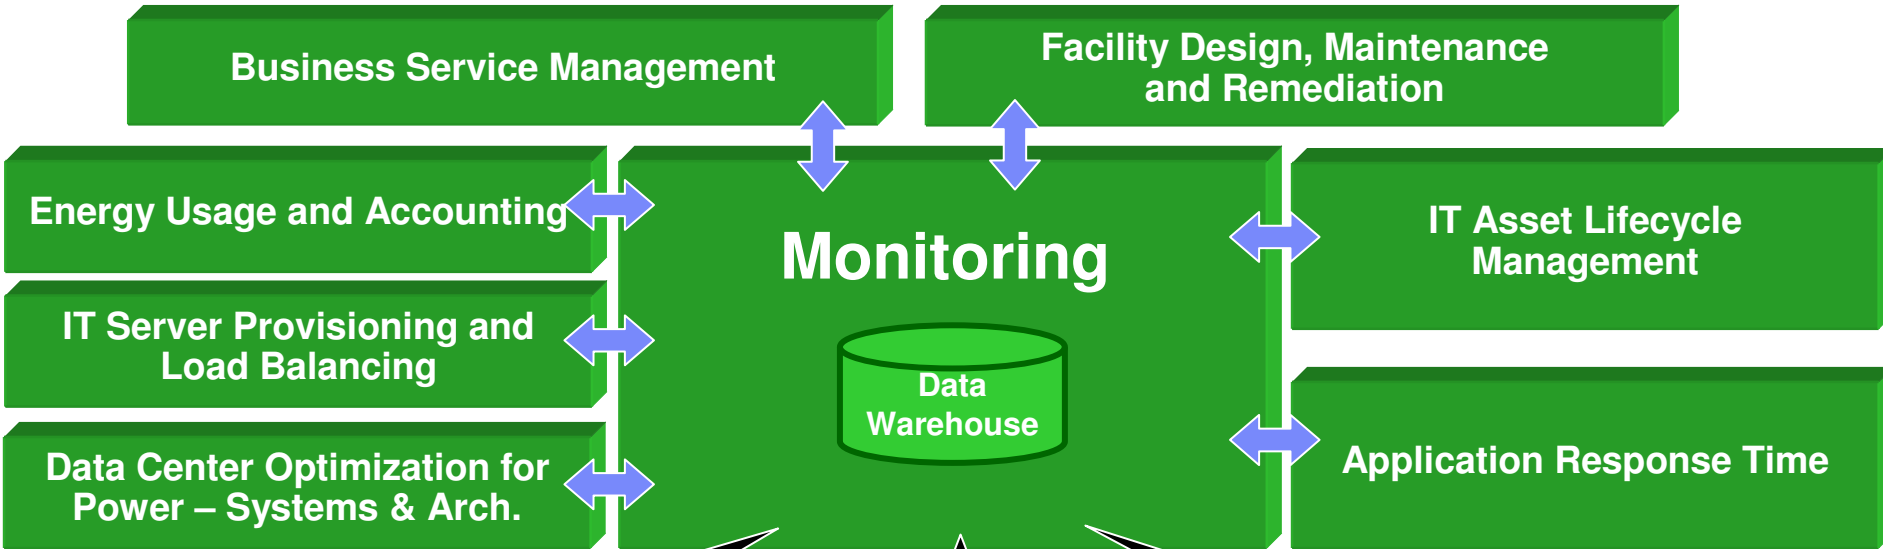 Business Service Management
Facility Design, Maintenance
and Remediation
Energy Usage and Accounting
IT Server Provisioning and
Load Balancing
Data Center Optimization for
Power – Systems & Arch.
Monitoring
Data
Warehouse
IT Asset Lifecycle
Management
Application Response Time